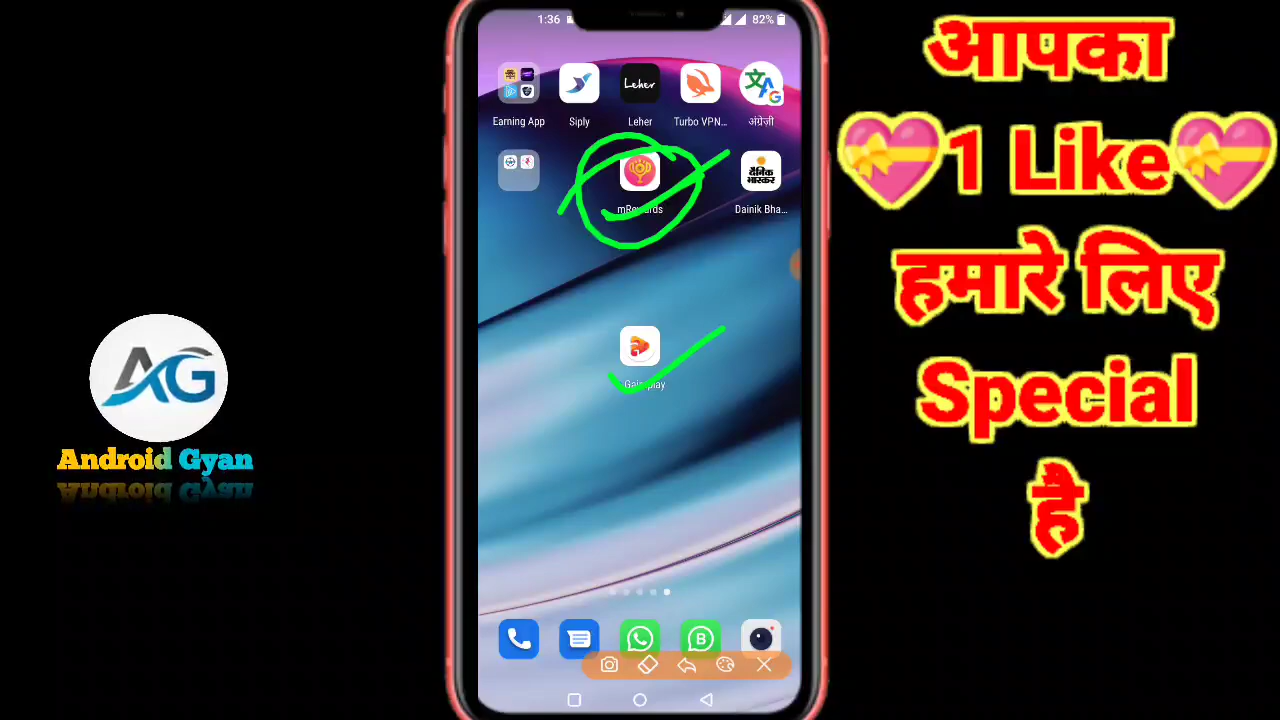 1:36
82%
Earning App
Siply
Leher
Leher
Turbo VPN...
अंग्रेज़ी
दैनिक
भास्कर
mRewards
Dainik Bha...
AG
Android Gyan
आपका
1 Like
हमारे लिए
Special
है